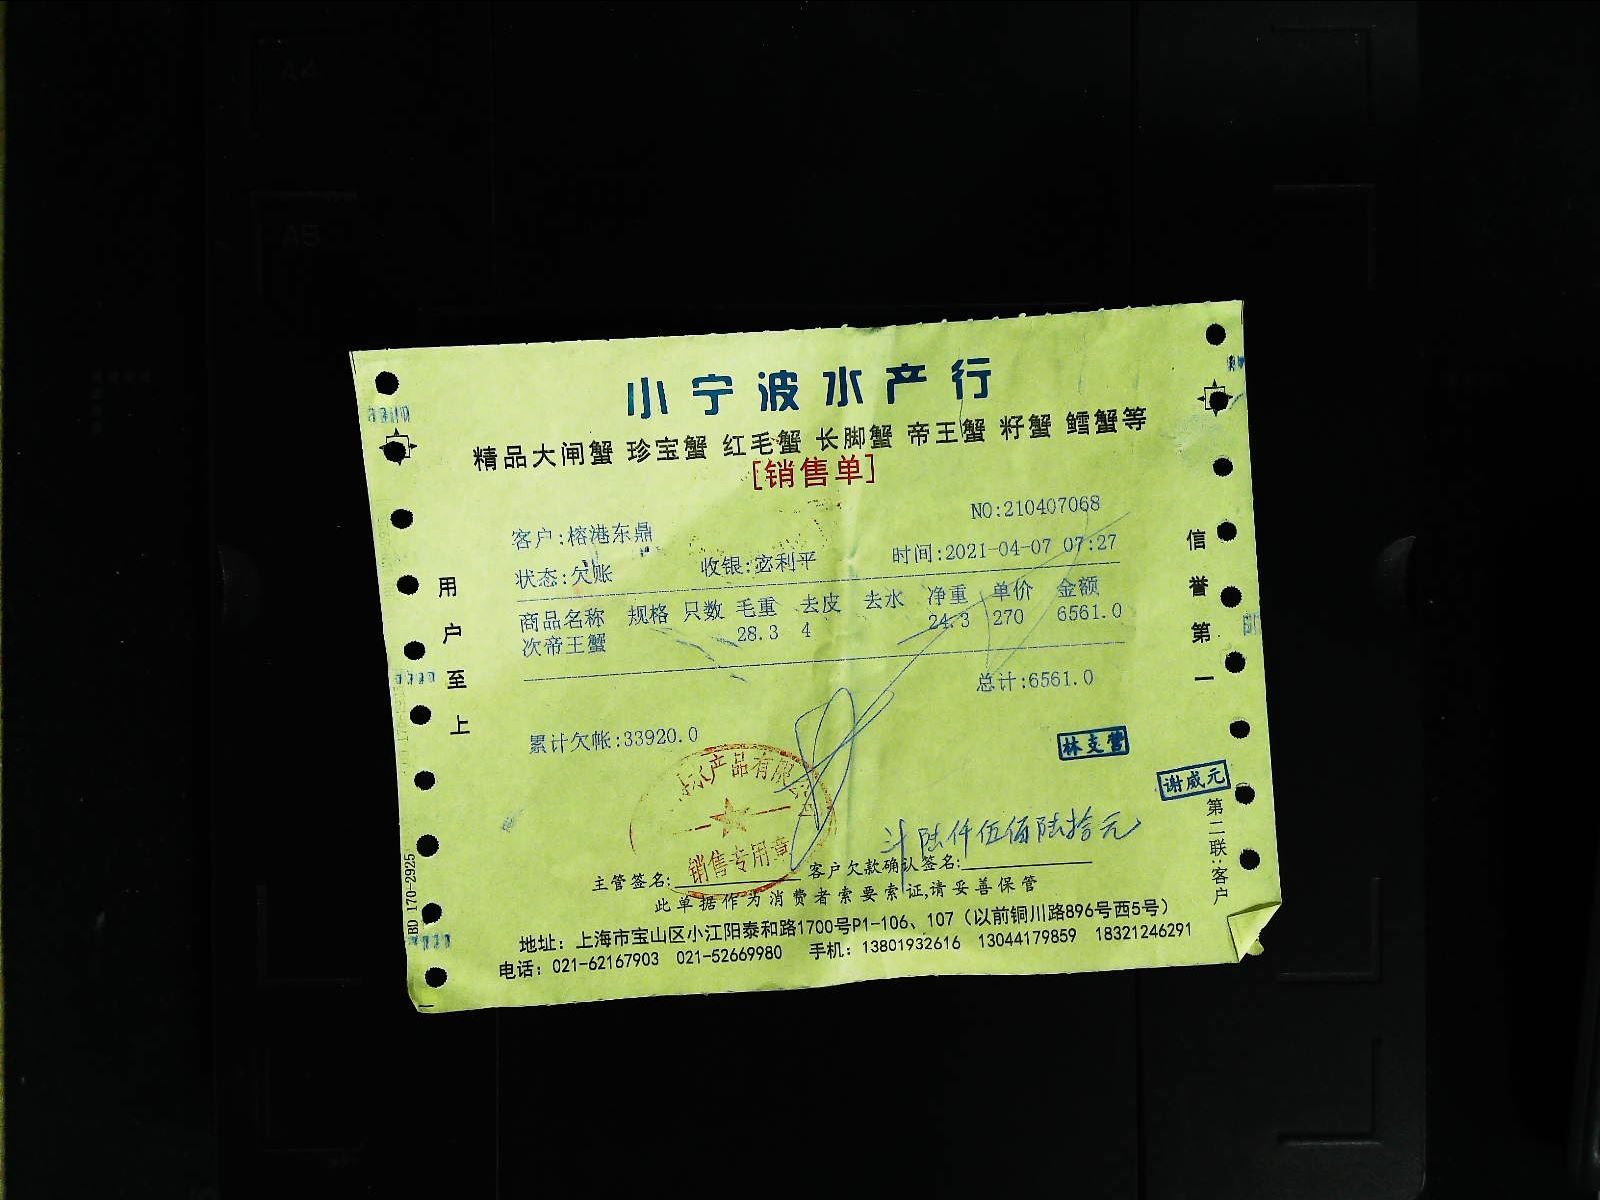 小宁波水产行
精品大闸蟹 珍宝蟹 红毛蟹 长脚蟹 帝王蟹 籽蟹 鳕蟹等
[销售单]
NO:210407068
客户:榕港东鼎
状态:欠账 收银:宓利平 时间:2021-04-07 07:27
商品名称 规格 只数 毛重 去皮 去水 净重 单价 金额
次帝王蟹 28.3 4 24.3 270 6561.0
总计:6561.0
累计欠帐:33920.0
水产品有限公司
销售专用章
林支营
谢威元
陆仟伍佰陆拾元
主管签名: 客户欠款确认签名:
此单据作为消费者索要索证,请妥善保管
地址：上海市宝山区小江阳泰和路1700号P1-106、107（以前铜川路896号西5号）
电话：021-62167903 021-52669980 手机：13801932616 13044179859 18321246291
用户至上
信誉第一
第二联:客户
170-2925
A4
A5